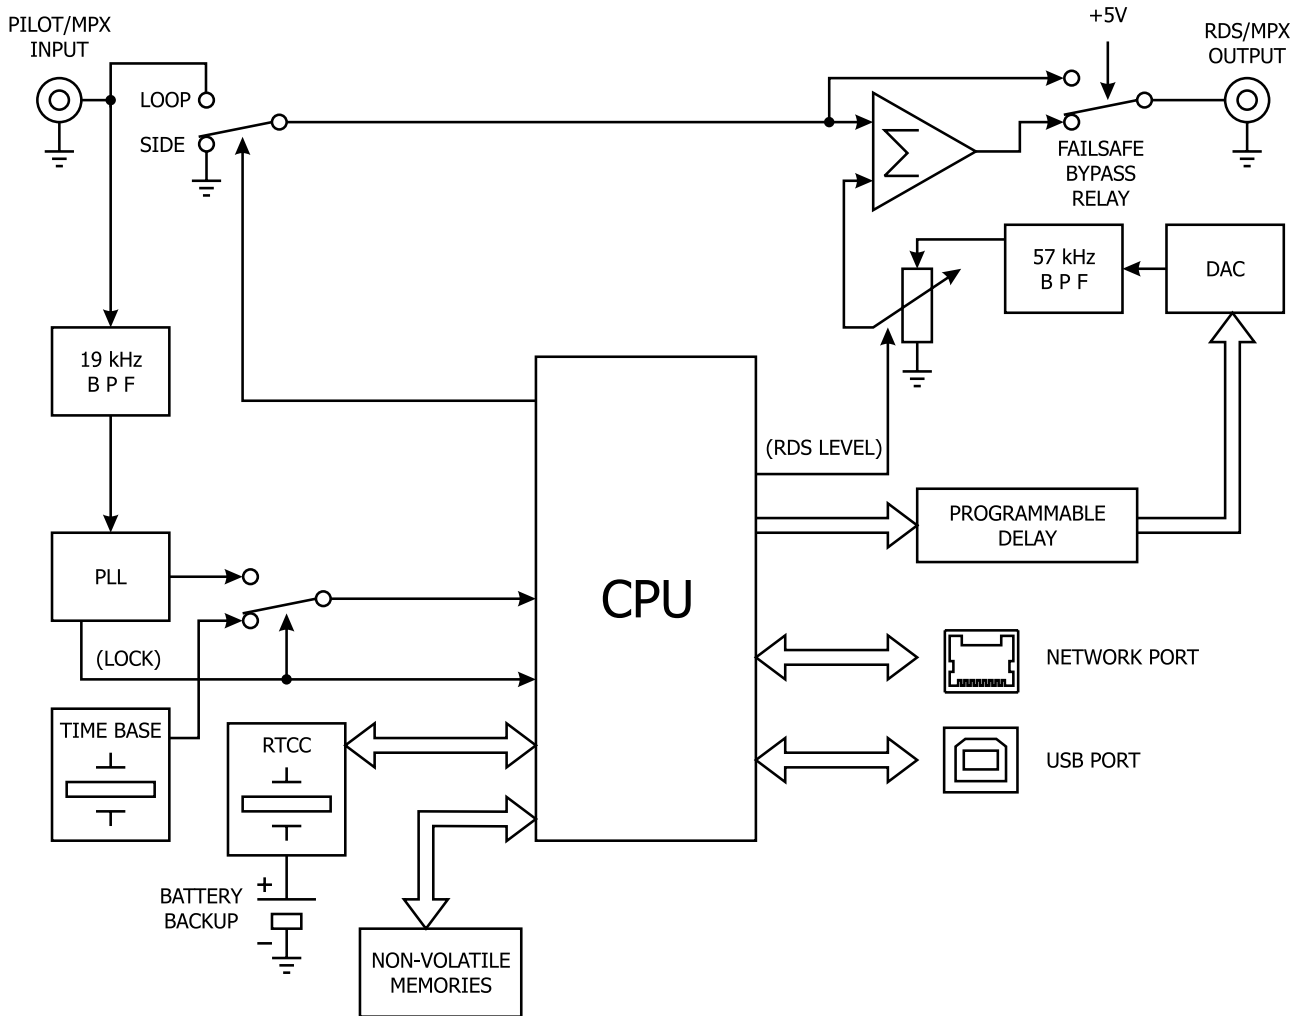 PILOT/MPX
INPUT
+5V
RDS/MPX
OUTPUT
LOOP
SIDE
FAILSAFE
BYPASS
RELAY
57 kHz
B P F
DAC
19 kHz
B P F
(RDS LEVEL)
PROGRAMMABLE
DELAY
PLL
CPU
(LOCK)
NETWORK PORT
TIME BASE
RTCC
USB PORT
+
BATTERY
BACKUP
−
NON-VOLATILE
MEMORIES